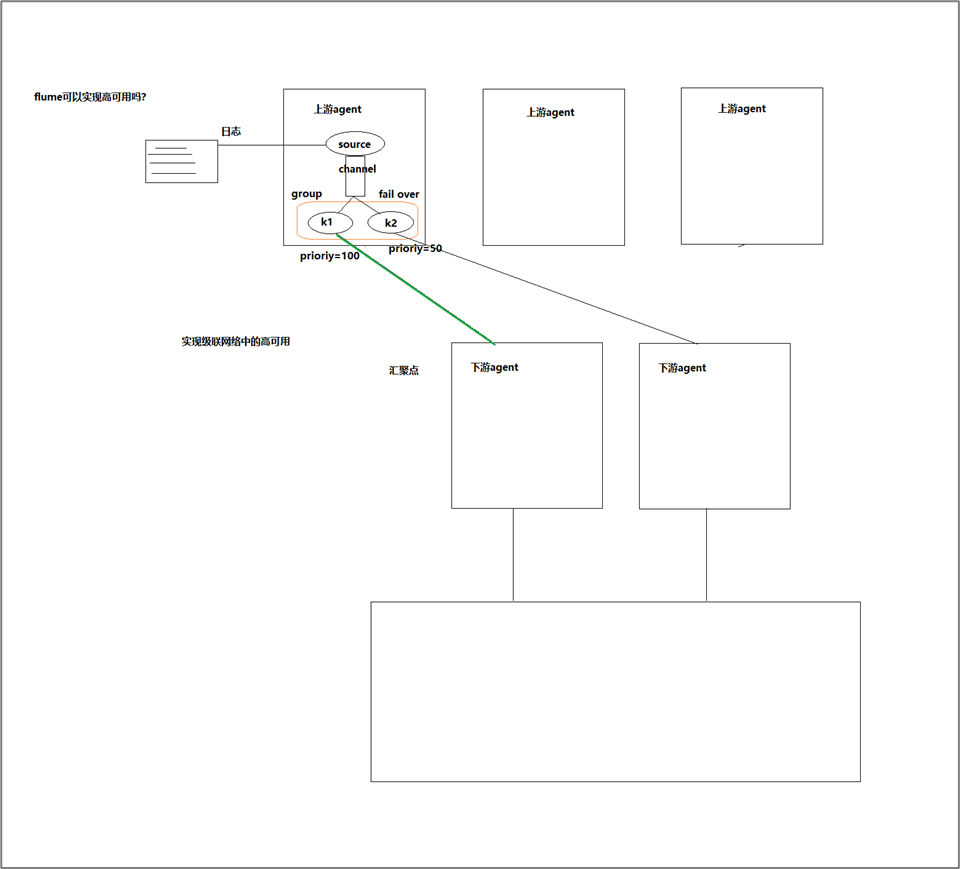 flume可以实现高可用吗?
上游agent
上游agent
上游agent
日志
source
channel
group
fail over
k1
k2
prioriy=100
prioriy=50
实现级联网络中的高可用
汇聚点
下游agent
下游agent